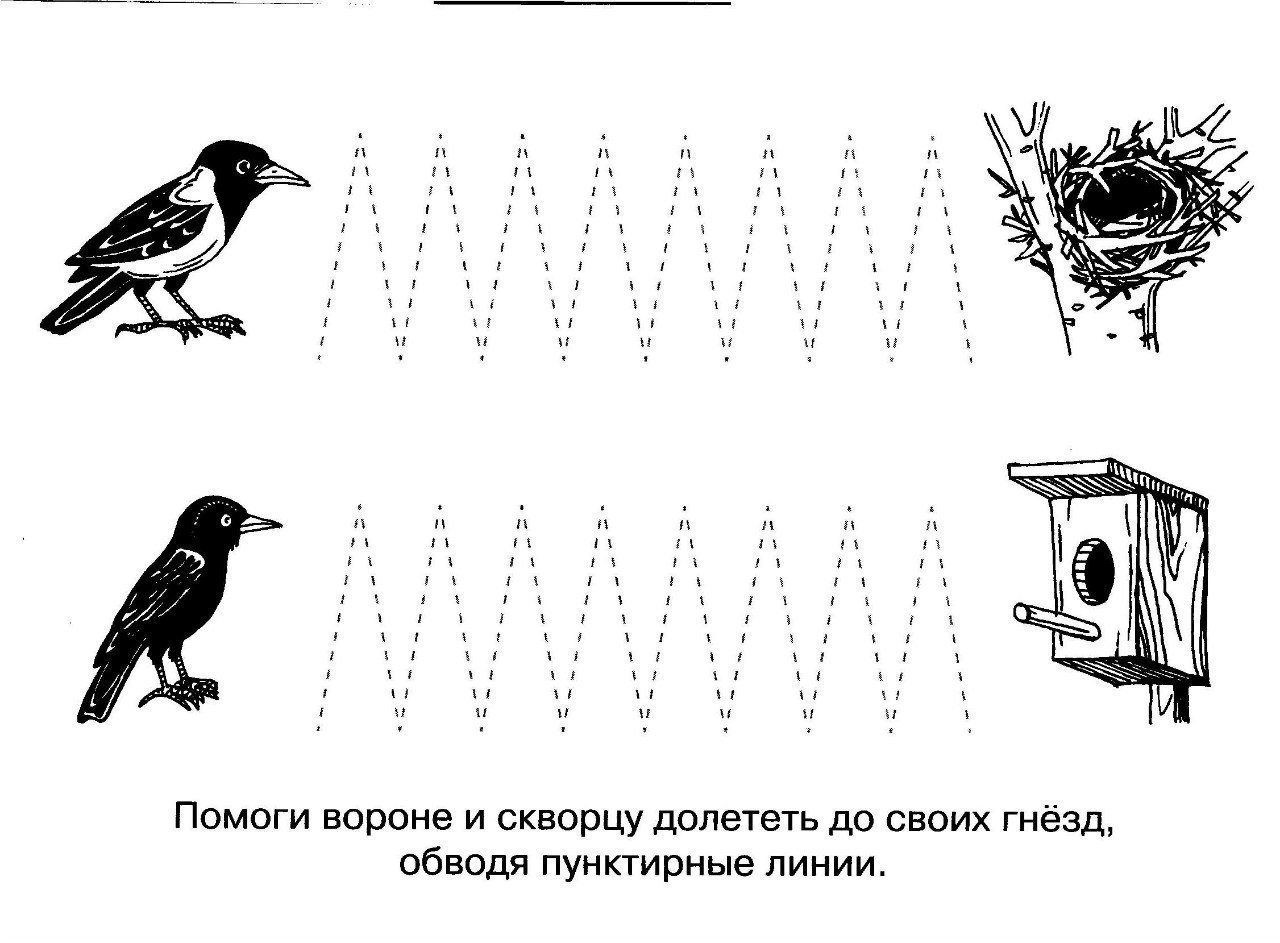 Помоги вороне и скворцу долететь до своих гнёзд,
обводя пунктирные линии.